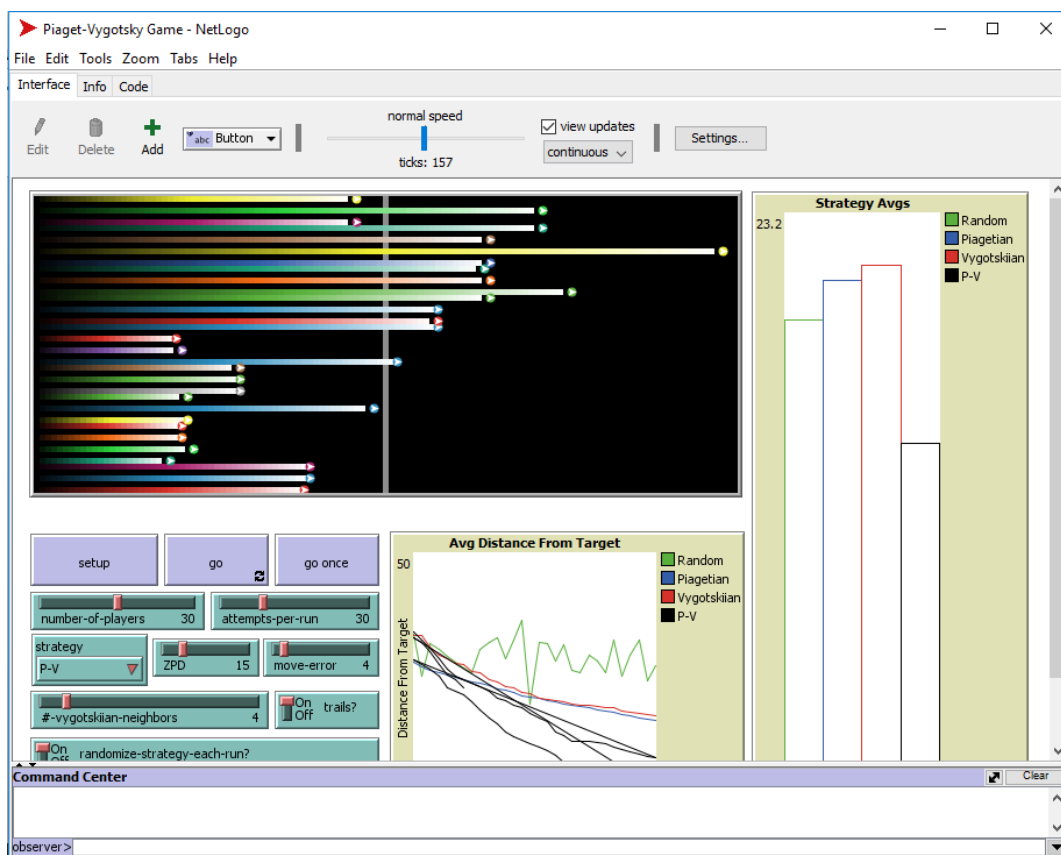 Piaget-Vygotsky Game - NetLogo
File Edit Tools Zoom Tabs Help
Interface Info Code
Edit Delete Add abc Button normal speed ticks: 157 view updates continuous Settings...
Strategy Avgs
23.2
Random
Piagetian
Vygotskiian
P-V
setup go go once
number-of-players 30 attempts-per-run 30
strategy
P-V
ZPD 15 move-error 4
#-vygotskiian-neighbors 4
On
Off
trails?
On
Off
randomize-strategy-each-run?
Avg Distance From Target
50
Distance From Target
Random
Piagetian
Vygotskiian
P-V
Command Center
Clear
observer>